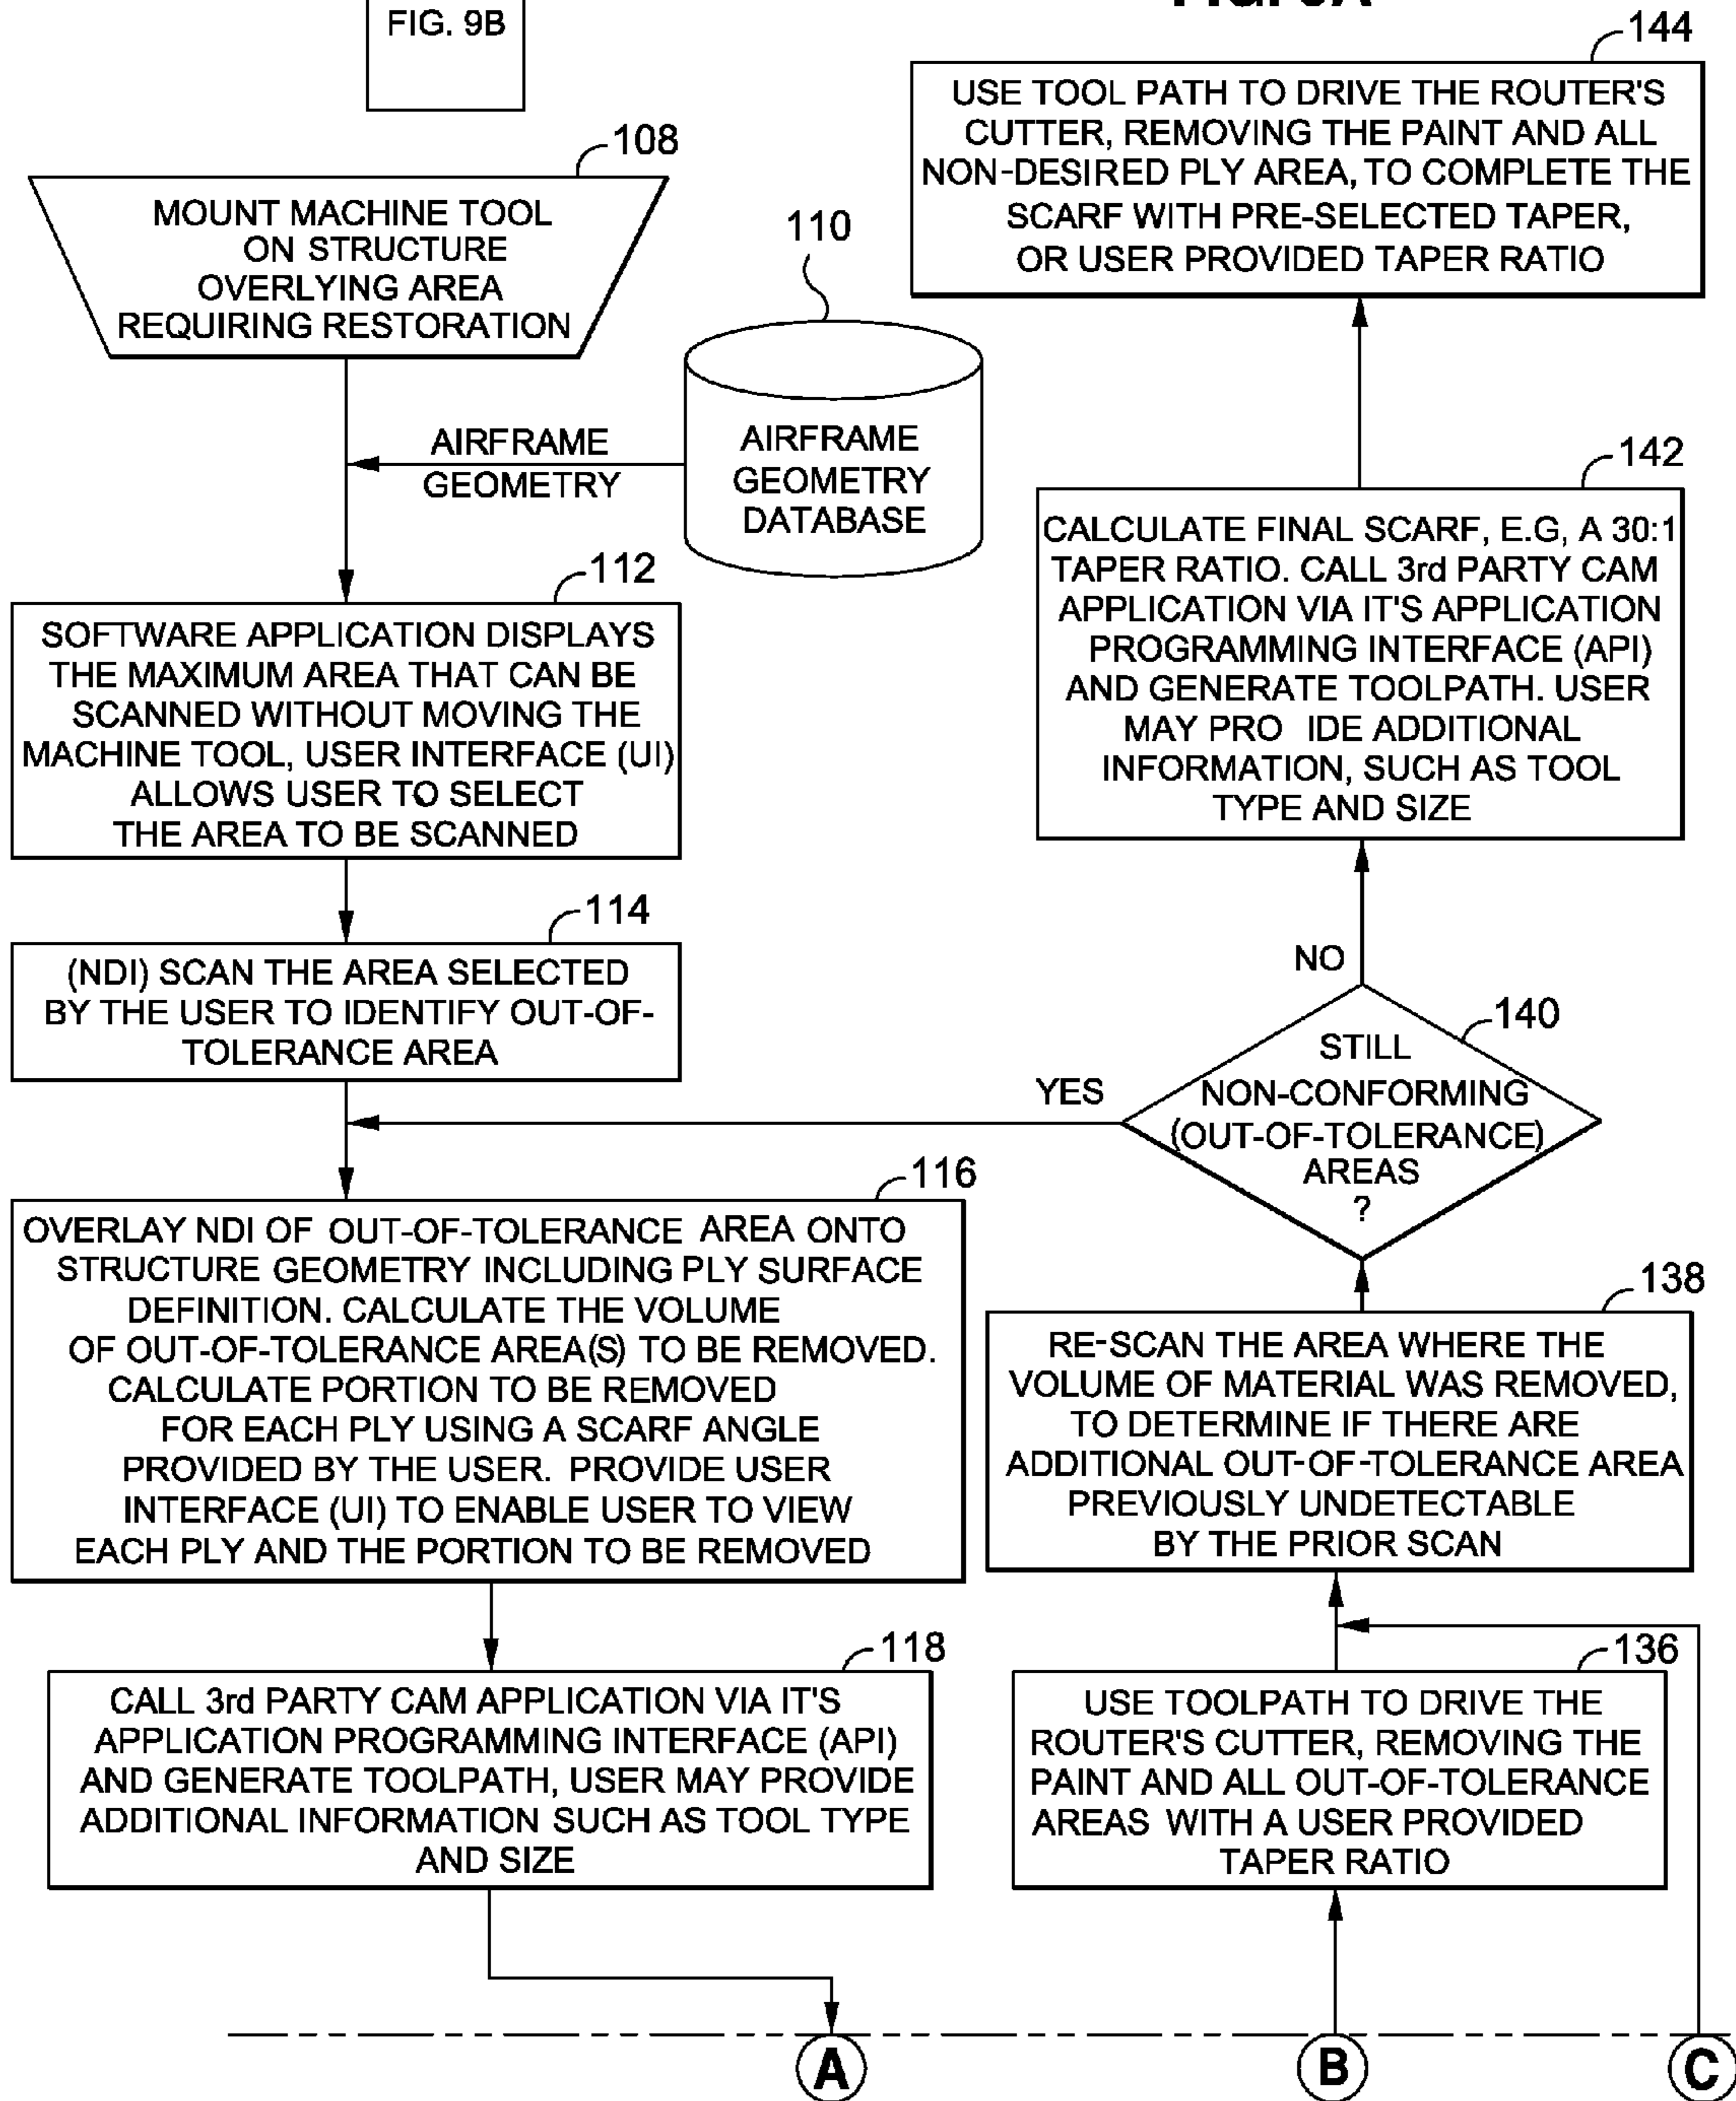 FIG. 9B
108
MOUNT MACHINE TOOL
ON STRUCTURE
OVERLYING AREA
REQUIRING RESTORATION
110
AIRFRAME
GEOMETRY
DATABASE
AIRFRAME
GEOMETRY
112
SOFTWARE APPLICATION DISPLAYS
THE MAXIMUM AREA THAT CAN BE
SCANNED WITHOUT MOVING THE
MACHINE TOOL, USER INTERFACE (UI)
ALLOWS USER TO SELECT
THE AREA TO BE SCANNED
114
(NDI) SCAN THE AREA SELECTED
BY THE USER TO IDENTIFY OUT-OF-
TOLERANCE AREA
116
OVERLAY NDI OF OUT-OF-TOLERANCE AREA ONTO
STRUCTURE GEOMETRY INCLUDING PLY SURFACE
DEFINITION. CALCULATE THE VOLUME
OF OUT-OF-TOLERANCE AREA(S) TO BE REMOVED.
CALCULATE PORTION TO BE REMOVED
FOR EACH PLY USING A SCARF ANGLE
PROVIDED BY THE USER. PROVIDE USER
INTERFACE (UI) TO ENABLE USER TO VIEW
EACH PLY AND THE PORTION TO BE REMOVED
118
CALL 3rd PARTY CAM APPLICATION VIA IT'S
APPLICATION PROGRAMMING INTERFACE (API)
AND GENERATE TOOLPATH, USER MAY PROVIDE
ADDITIONAL INFORMATION SUCH AS TOOL TYPE
AND SIZE
A
144
USE TOOL PATH TO DRIVE THE ROUTER'S
CUTTER, REMOVING THE PAINT AND ALL
NON-DESIRED PLY AREA, TO COMPLETE THE
SCARF WITH PRE-SELECTED TAPER,
OR USER PROVIDED TAPER RATIO
142
CALCULATE FINAL SCARF, E.G, A 30:1
TAPER RATIO. CALL 3rd PARTY CAM
APPLICATION VIA IT'S APPLICATION
PROGRAMMING INTERFACE (API)
AND GENERATE TOOLPATH. USER
MAY PRO IDE ADDITIONAL
INFORMATION, SUCH AS TOOL
TYPE AND SIZE
NO
140
STILL
NON-CONFORMING
(OUT-OF-TOLERANCE)
AREAS
?
YES
138
RE-SCAN THE AREA WHERE THE
VOLUME OF MATERIAL WAS REMOVED,
TO DETERMINE IF THERE ARE
ADDITIONAL OUT-OF-TOLERANCE AREA
PREVIOUSLY UNDETECTABLE
BY THE PRIOR SCAN
136
USE TOOLPATH TO DRIVE THE
ROUTER'S CUTTER, REMOVING THE
PAINT AND ALL OUT-OF-TOLERANCE
AREAS WITH A USER PROVIDED
TAPER RATIO
B
C